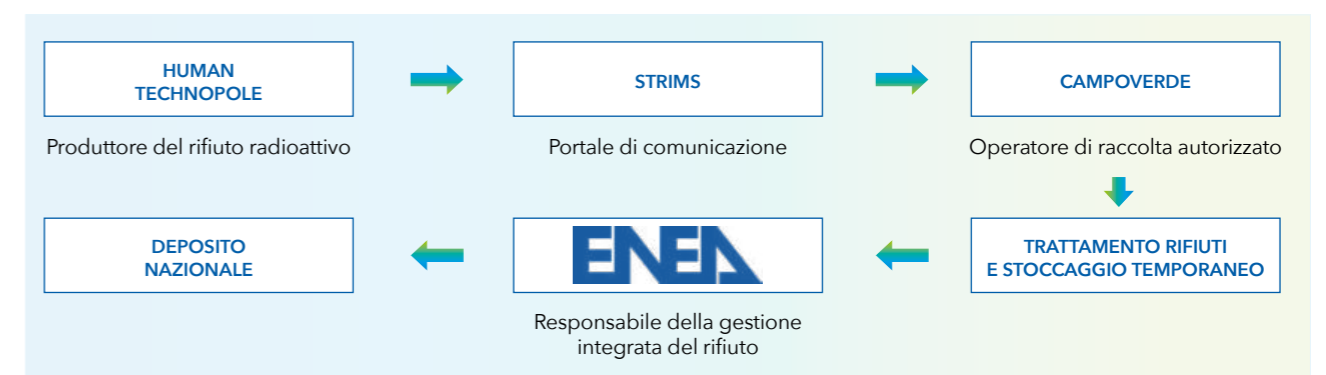 HUMAN
TECHNOPOLE
Produttore del rifiuto radioattivo
STRIMS
Portale di comunicazione
CAMPOVERDE
Operatore di raccolta autorizzato
TRATTAMENTO RIFIUTI
E STOCCAGGIO TEMPORANEO
ENEA
Responsabile della gestione
integrata del rifiuto
DEPOSITO
NAZIONALE